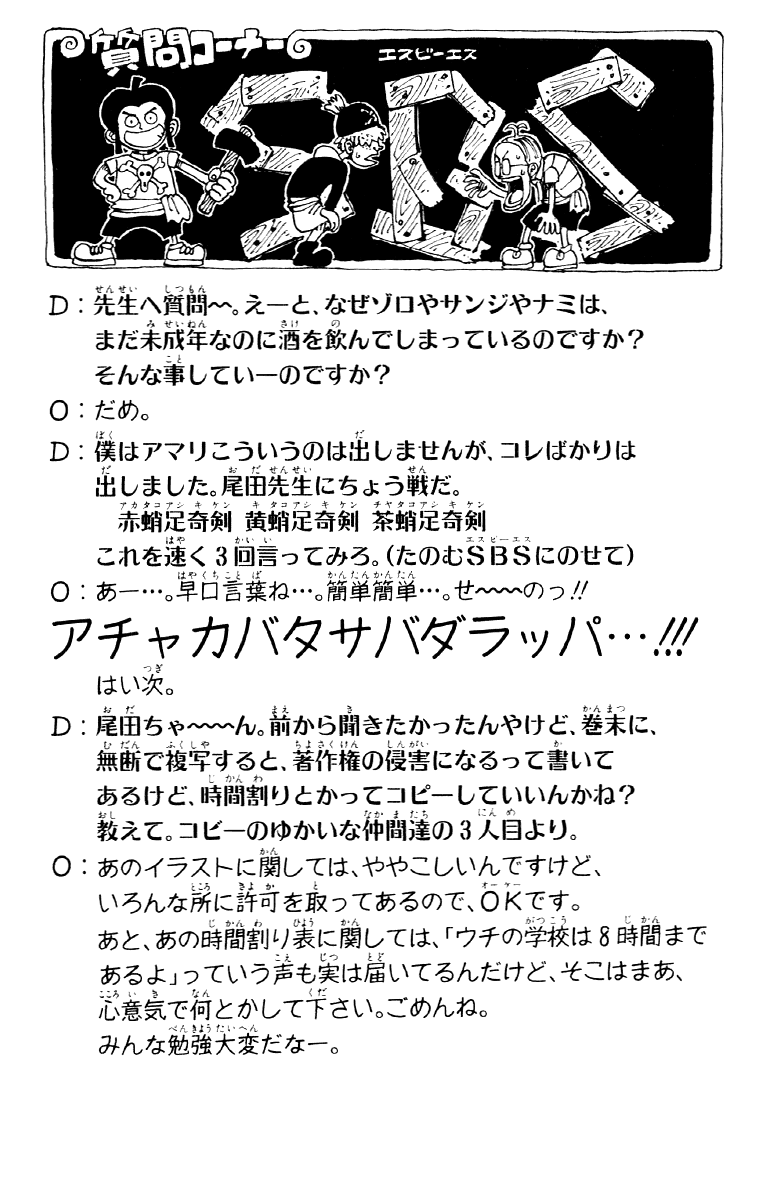 質問コーナー
エスビーエス
SBS
D：先生へ質問〜。えーと、なぜゾロやサンジやナミは、
まだ未成年なのに酒を飲んでしまっているのですか？
そんな事していーのですか？
O：だめ。
D：僕はアマリこういうのは出しませんが、コレばかりは
出しました。尾田先生にちょう戦だ。
赤蛸足奇剣 黄蛸足奇剣 茶蛸足奇剣
これを速く3回言ってみろ。（たのむSBSにのせて）
O：あー…。早口言葉ね…。簡単簡単…。せ〜〜〜のっ!!
アチャカバタサバダラッパ…!!!
はい次。
D：尾田ちゃ〜〜〜ん。前から聞きたかったんやけど、巻末に、
無断で複写すると、著作権の侵害になるって書いて
あるけど、時間割りとかってコピーしていいんかね？
教えて。コビーのゆかいな仲間達の3人目より。
O：あのイラストに関しては、ややこしいんですけど、
いろんな所に許可を取ってあるので、OKです。
あと、あの時間割り表に関しては、「ウチの学校は8時間まで
あるよ」っていう声も実は届いてるんだけど、そこはまあ、
心意気で何とかして下さい。ごめんね。
みんな勉強大変だなー。